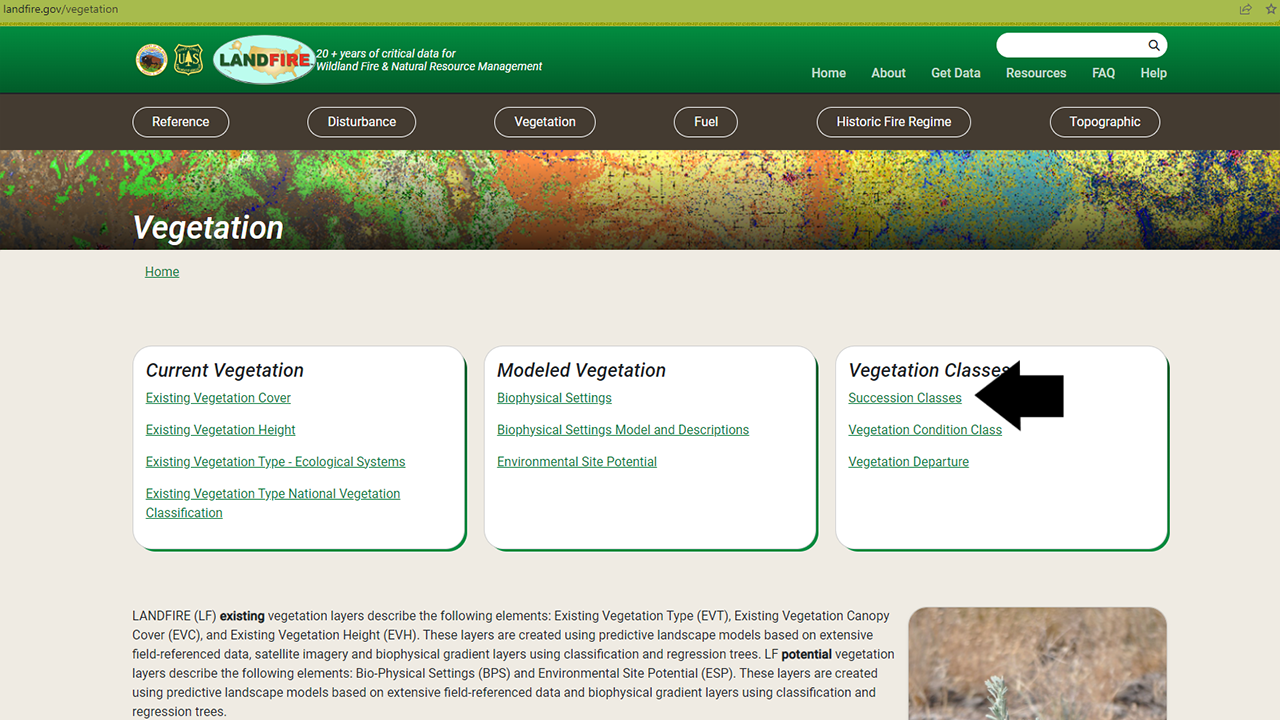 landfire.gov/vegetation
LANDFIRE
20 + years of critical data for
Wildland Fire & Natural Resource Management
Home About Get Data Resources FAQ Help
Reference Disturbance Vegetation Fuel Historic Fire Regime Topographic
Vegetation
Home
Current Vegetation
Existing Vegetation Cover
Existing Vegetation Height
Existing Vegetation Type - Ecological Systems
Existing Vegetation Type National Vegetation
Classification
Modeled Vegetation
Biophysical Settings
Biophysical Settings Model and Descriptions
Environmental Site Potential
Vegetation Classes
Succession Classes
Vegetation Condition Class
Vegetation Departure
LANDFIRE (LF) existing vegetation layers describe the following elements: Existing Vegetation Type (EVT), Existing Vegetation Canopy
Cover (EVC), and Existing Vegetation Height (EVH). These layers are created using predictive landscape models based on extensive
field-referenced data, satellite imagery and biophysical gradient layers using classification and regression trees. LF potential vegetation
layers describe the following elements: Bio-Physical Settings (BPS) and Environmental Site Potential (ESP). These layers are created
using predictive landscape models based on extensive field-referenced data and biophysical gradient layers using classification and
regression trees.